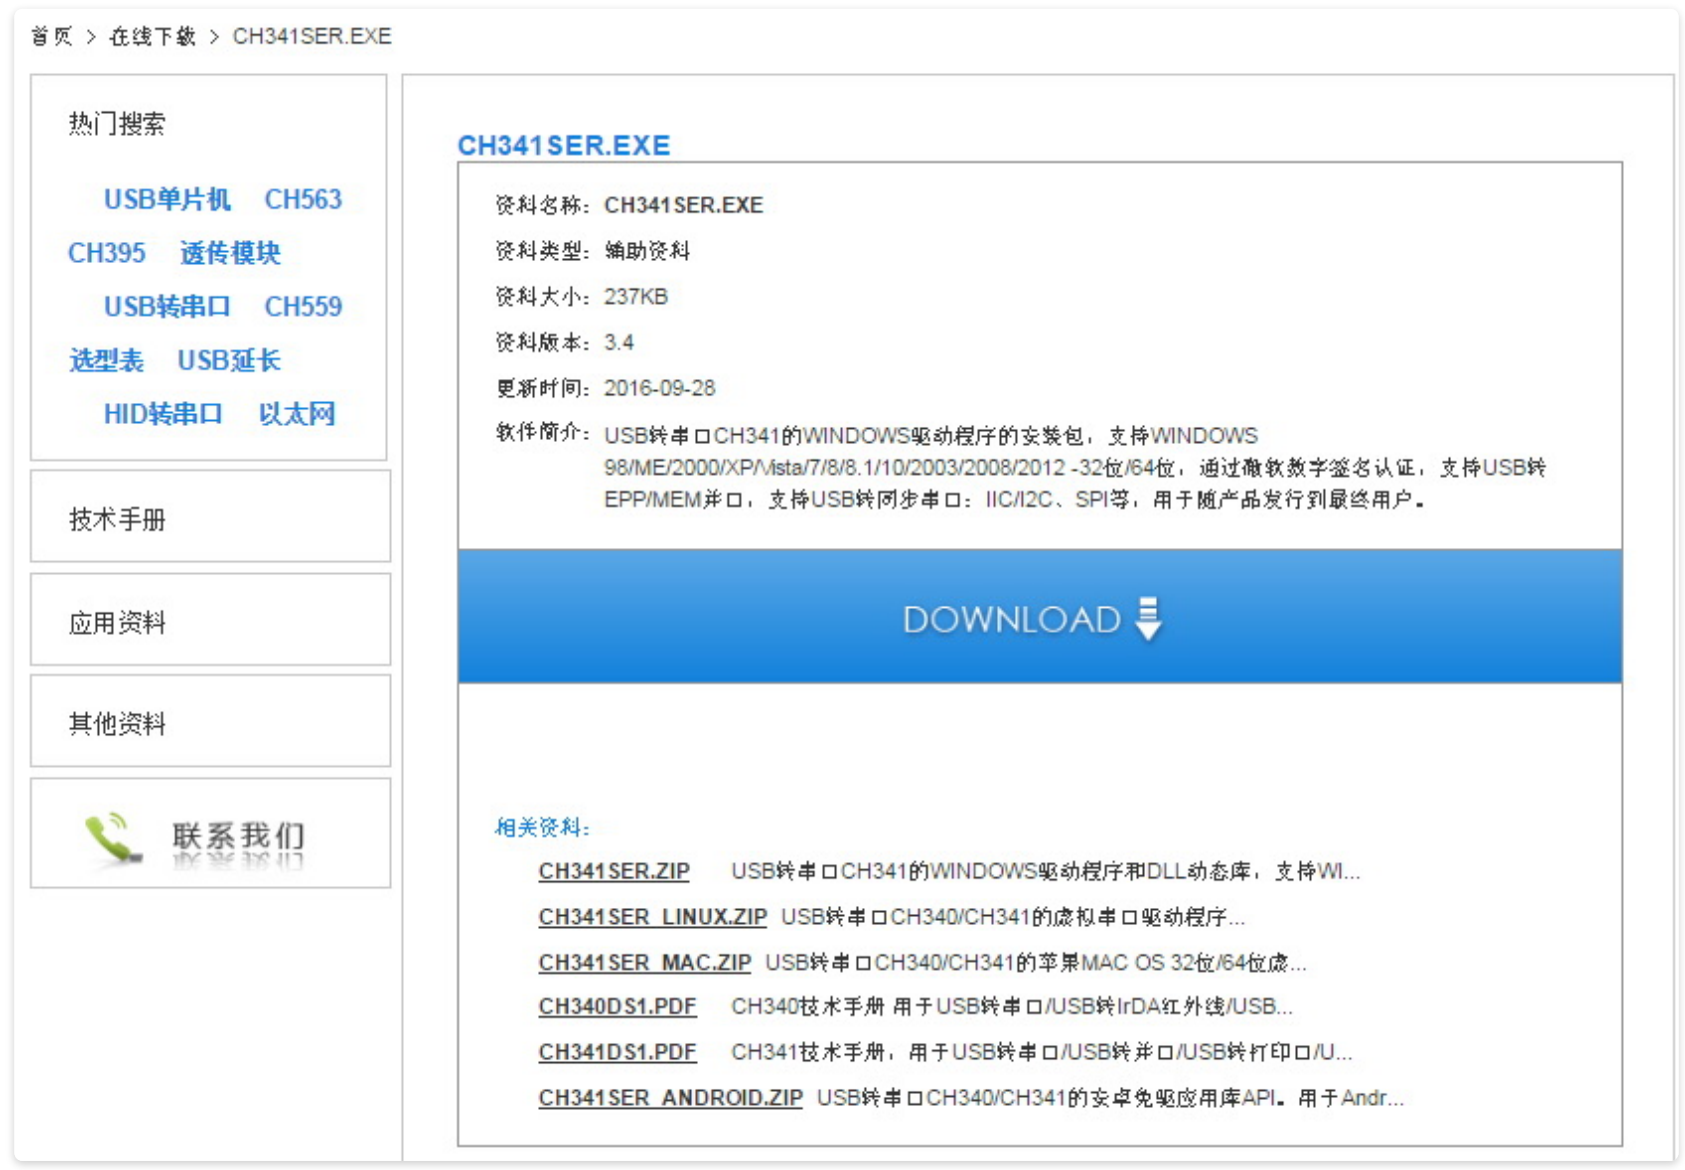 首页 > 在线下载 > CH341SER.EXE
热门搜索
USB单片机 CH563
CH395 透传模块
USB转串口 CH559
选型表 USB延长
HID转串口 以太网
技术手册
应用资料
其他资料
联系我们
CH341SER.EXE
资料名称: CH341SER.EXE
资料类型: 辅助资料
资料大小: 237KB
资料版本: 3.4
更新时间: 2016-09-28
软件简介: USB转串口CH341的WINDOWS驱动程序的安装包，支持WINDOWS
98/ME/2000/XP/Vista/7/8/8.1/10/2003/2008/2012 -32位/64位，通过微软数字签名认证，支持USB转
EPP/MEM并口，支持USB转同步串口：IIC/I2C、SPI等，用于随产品发行到最终用户。
DOWNLOAD
相关资料:
CH341SER.ZIP USB转串口CH341的WINDOWS驱动程序和DLL动态库，支持WI...
CH341SER_LINUX.ZIP USB转串口CH340/CH341的虚拟串口驱动程序...
CH341SER_MAC.ZIP USB转串口CH340/CH341的苹果MAC OS 32位/64位虚...
CH340DS1.PDF CH340技术手册 用于USB转串口/USB转IrDA红外线/USB...
CH341DS1.PDF CH341技术手册，用于USB转串口/USB转并口/USB转打印口/U...
CH341SER_ANDROID.ZIP USB转串口CH340/CH341的安卓免驱应用库API。用于Andr...